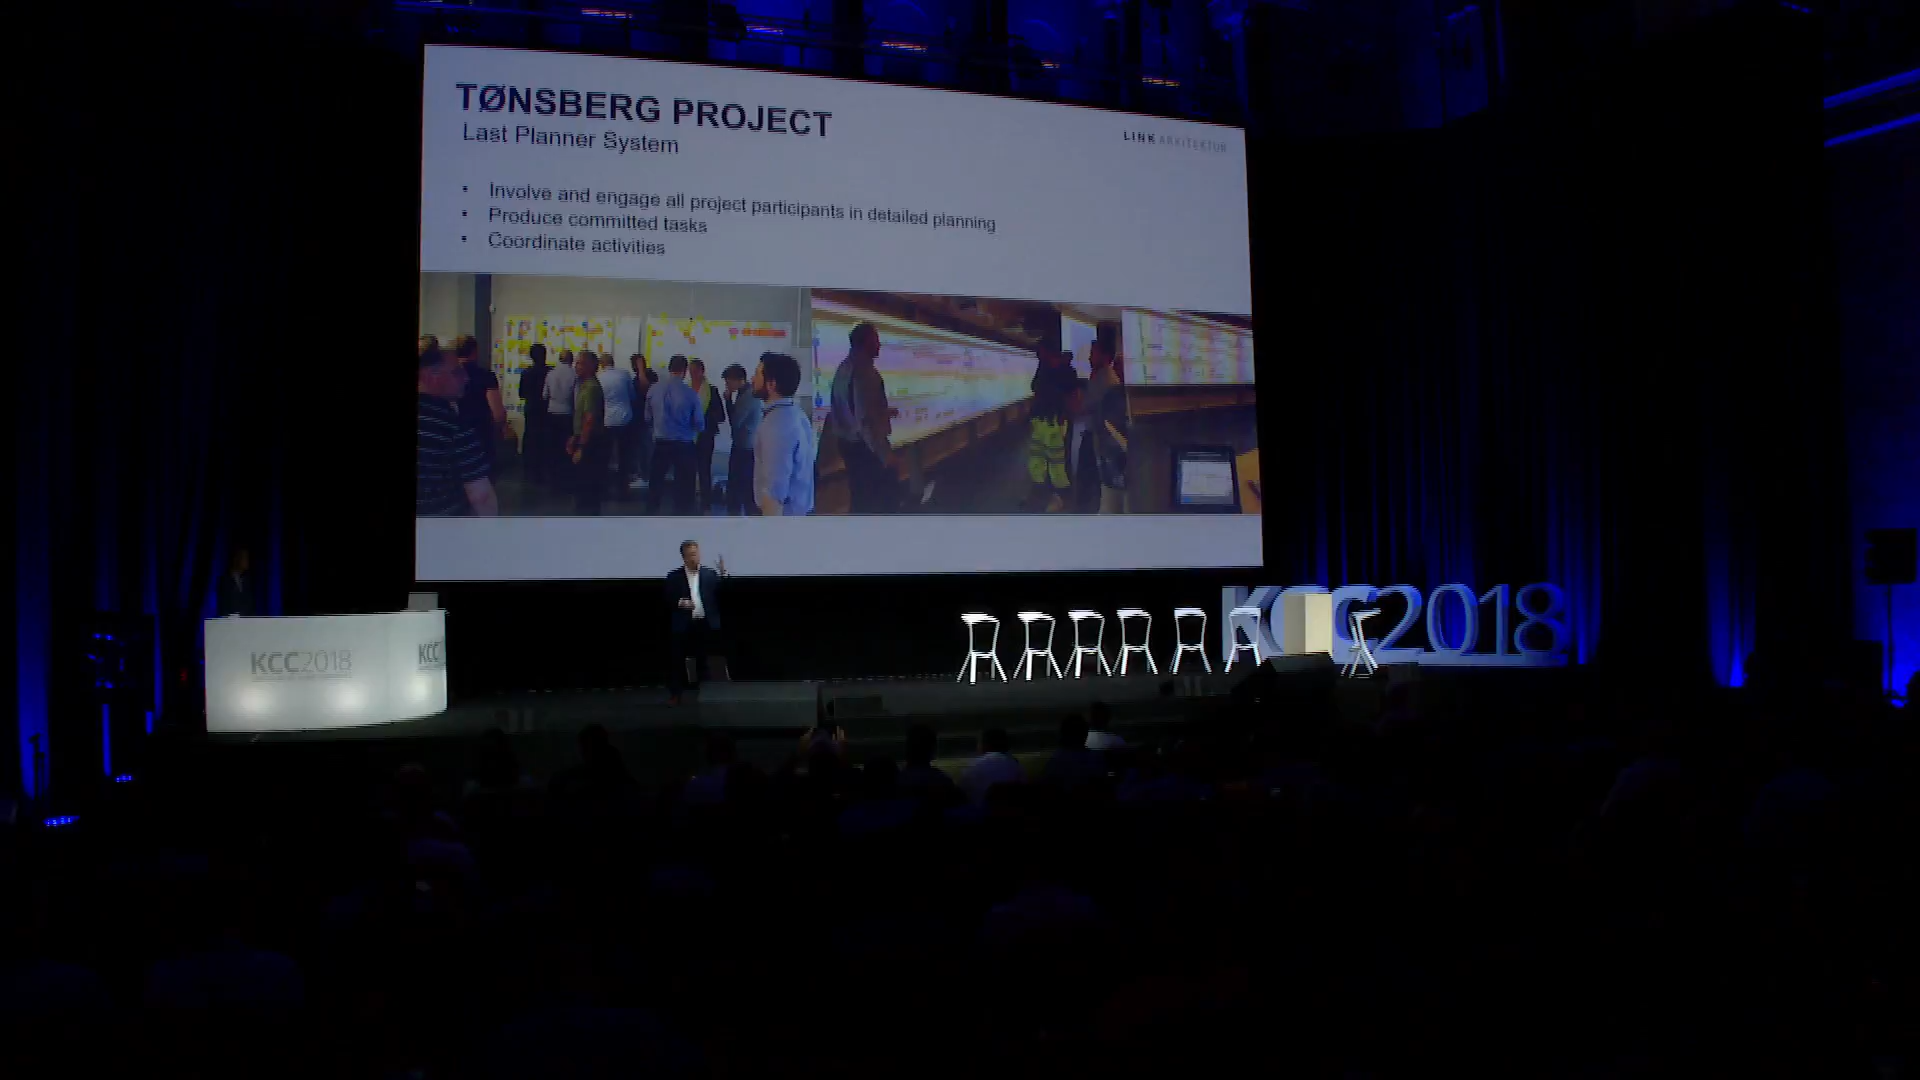 TØNSBERG PROJECT
Last Planner System
LINK ARKITEKTUR
• Involve and engage all project participants in detailed planning
• Produce committed tasks
• Coordinate activities
KCC2018
KCC
KCC2018